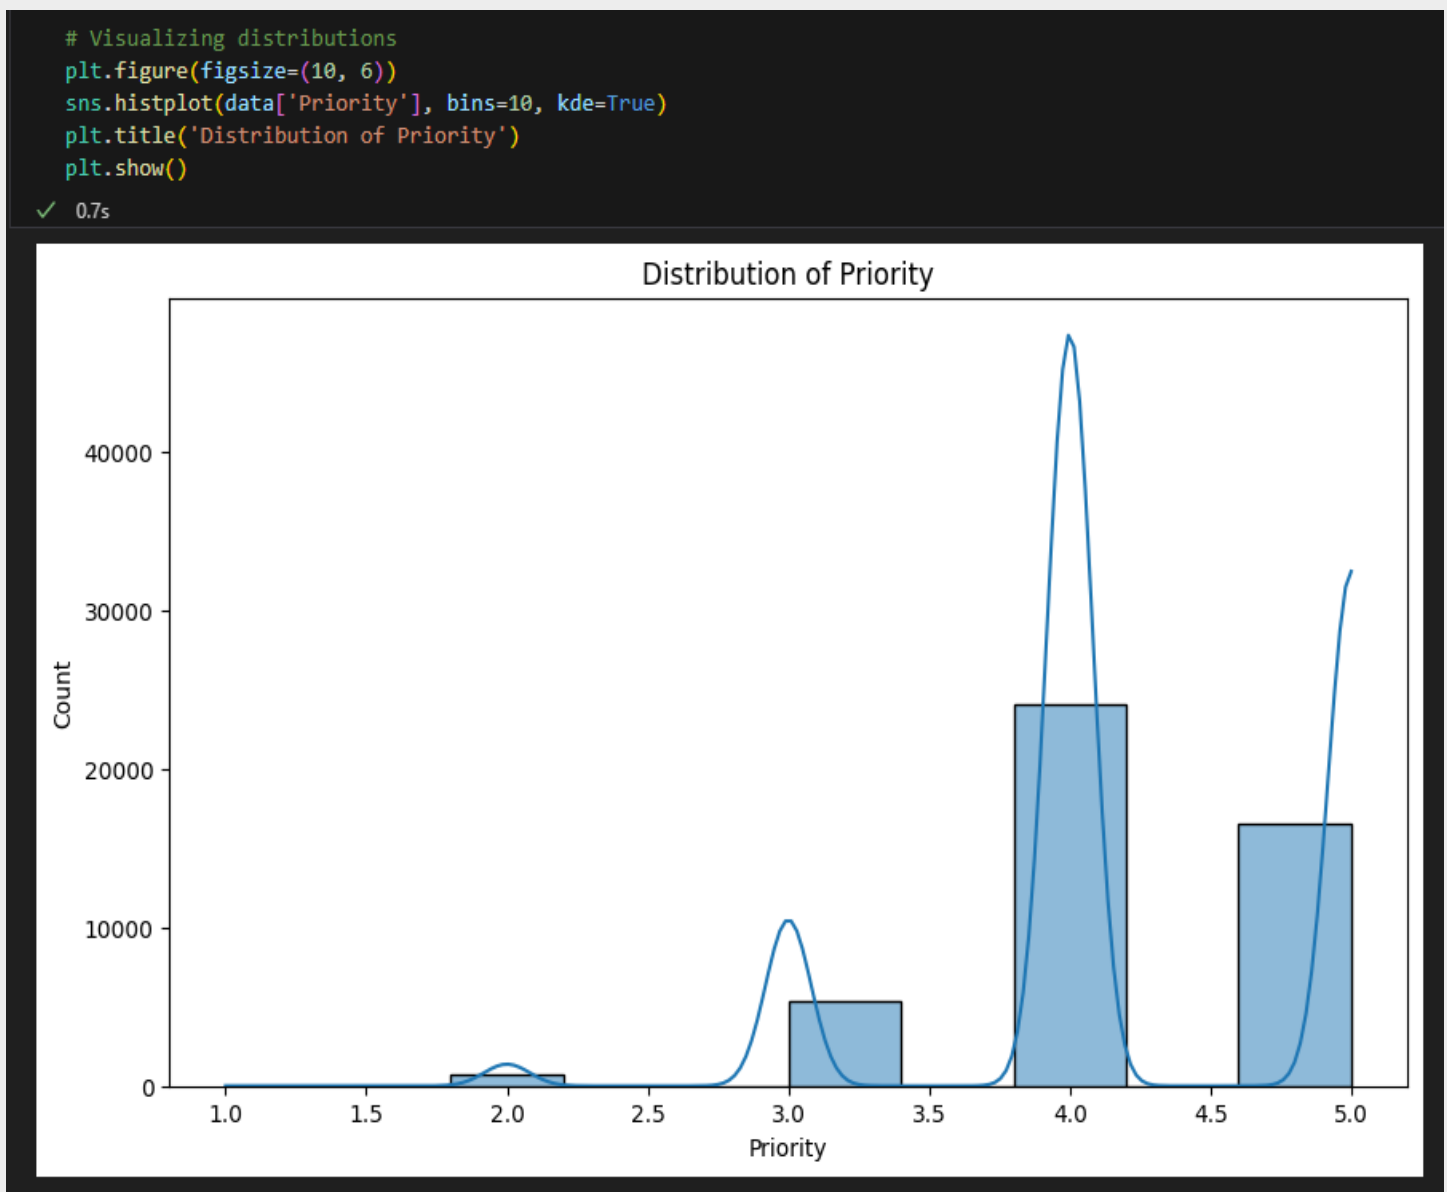 # Visualizing distributions
plt.figure(figsize=(10, 6))
sns.histplot(data['Priority'], bins=10, kde=True)
plt.title('Distribution of Priority')
plt.show()
✓ 0.7s
Distribution of Priority
40000
30000
20000
10000
0
Count
1.0 1.5 2.0 2.5 3.0 3.5 4.0 4.5 5.0
Priority